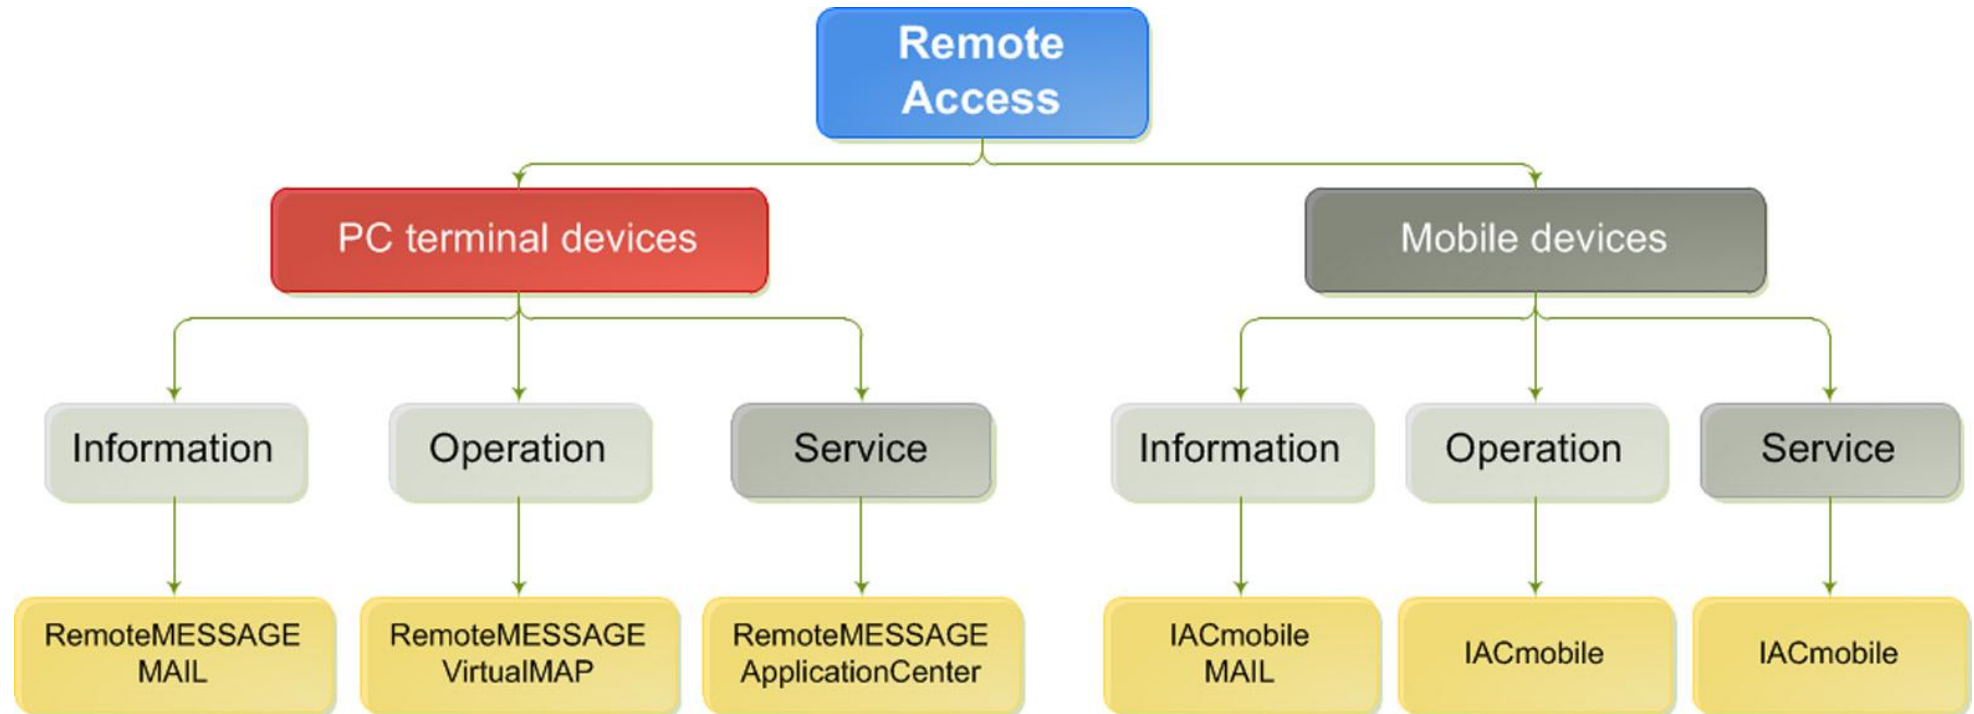 Remote
Access
PC terminal devices
Mobile devices
Information
Operation
Service
Information
Operation
Service
RemoteMESSAGE
MAIL
RemoteMESSAGE
VirtualMAP
RemoteMESSAGE
ApplicationCenter
IACmobile
MAIL
IACmobile
IACmobile